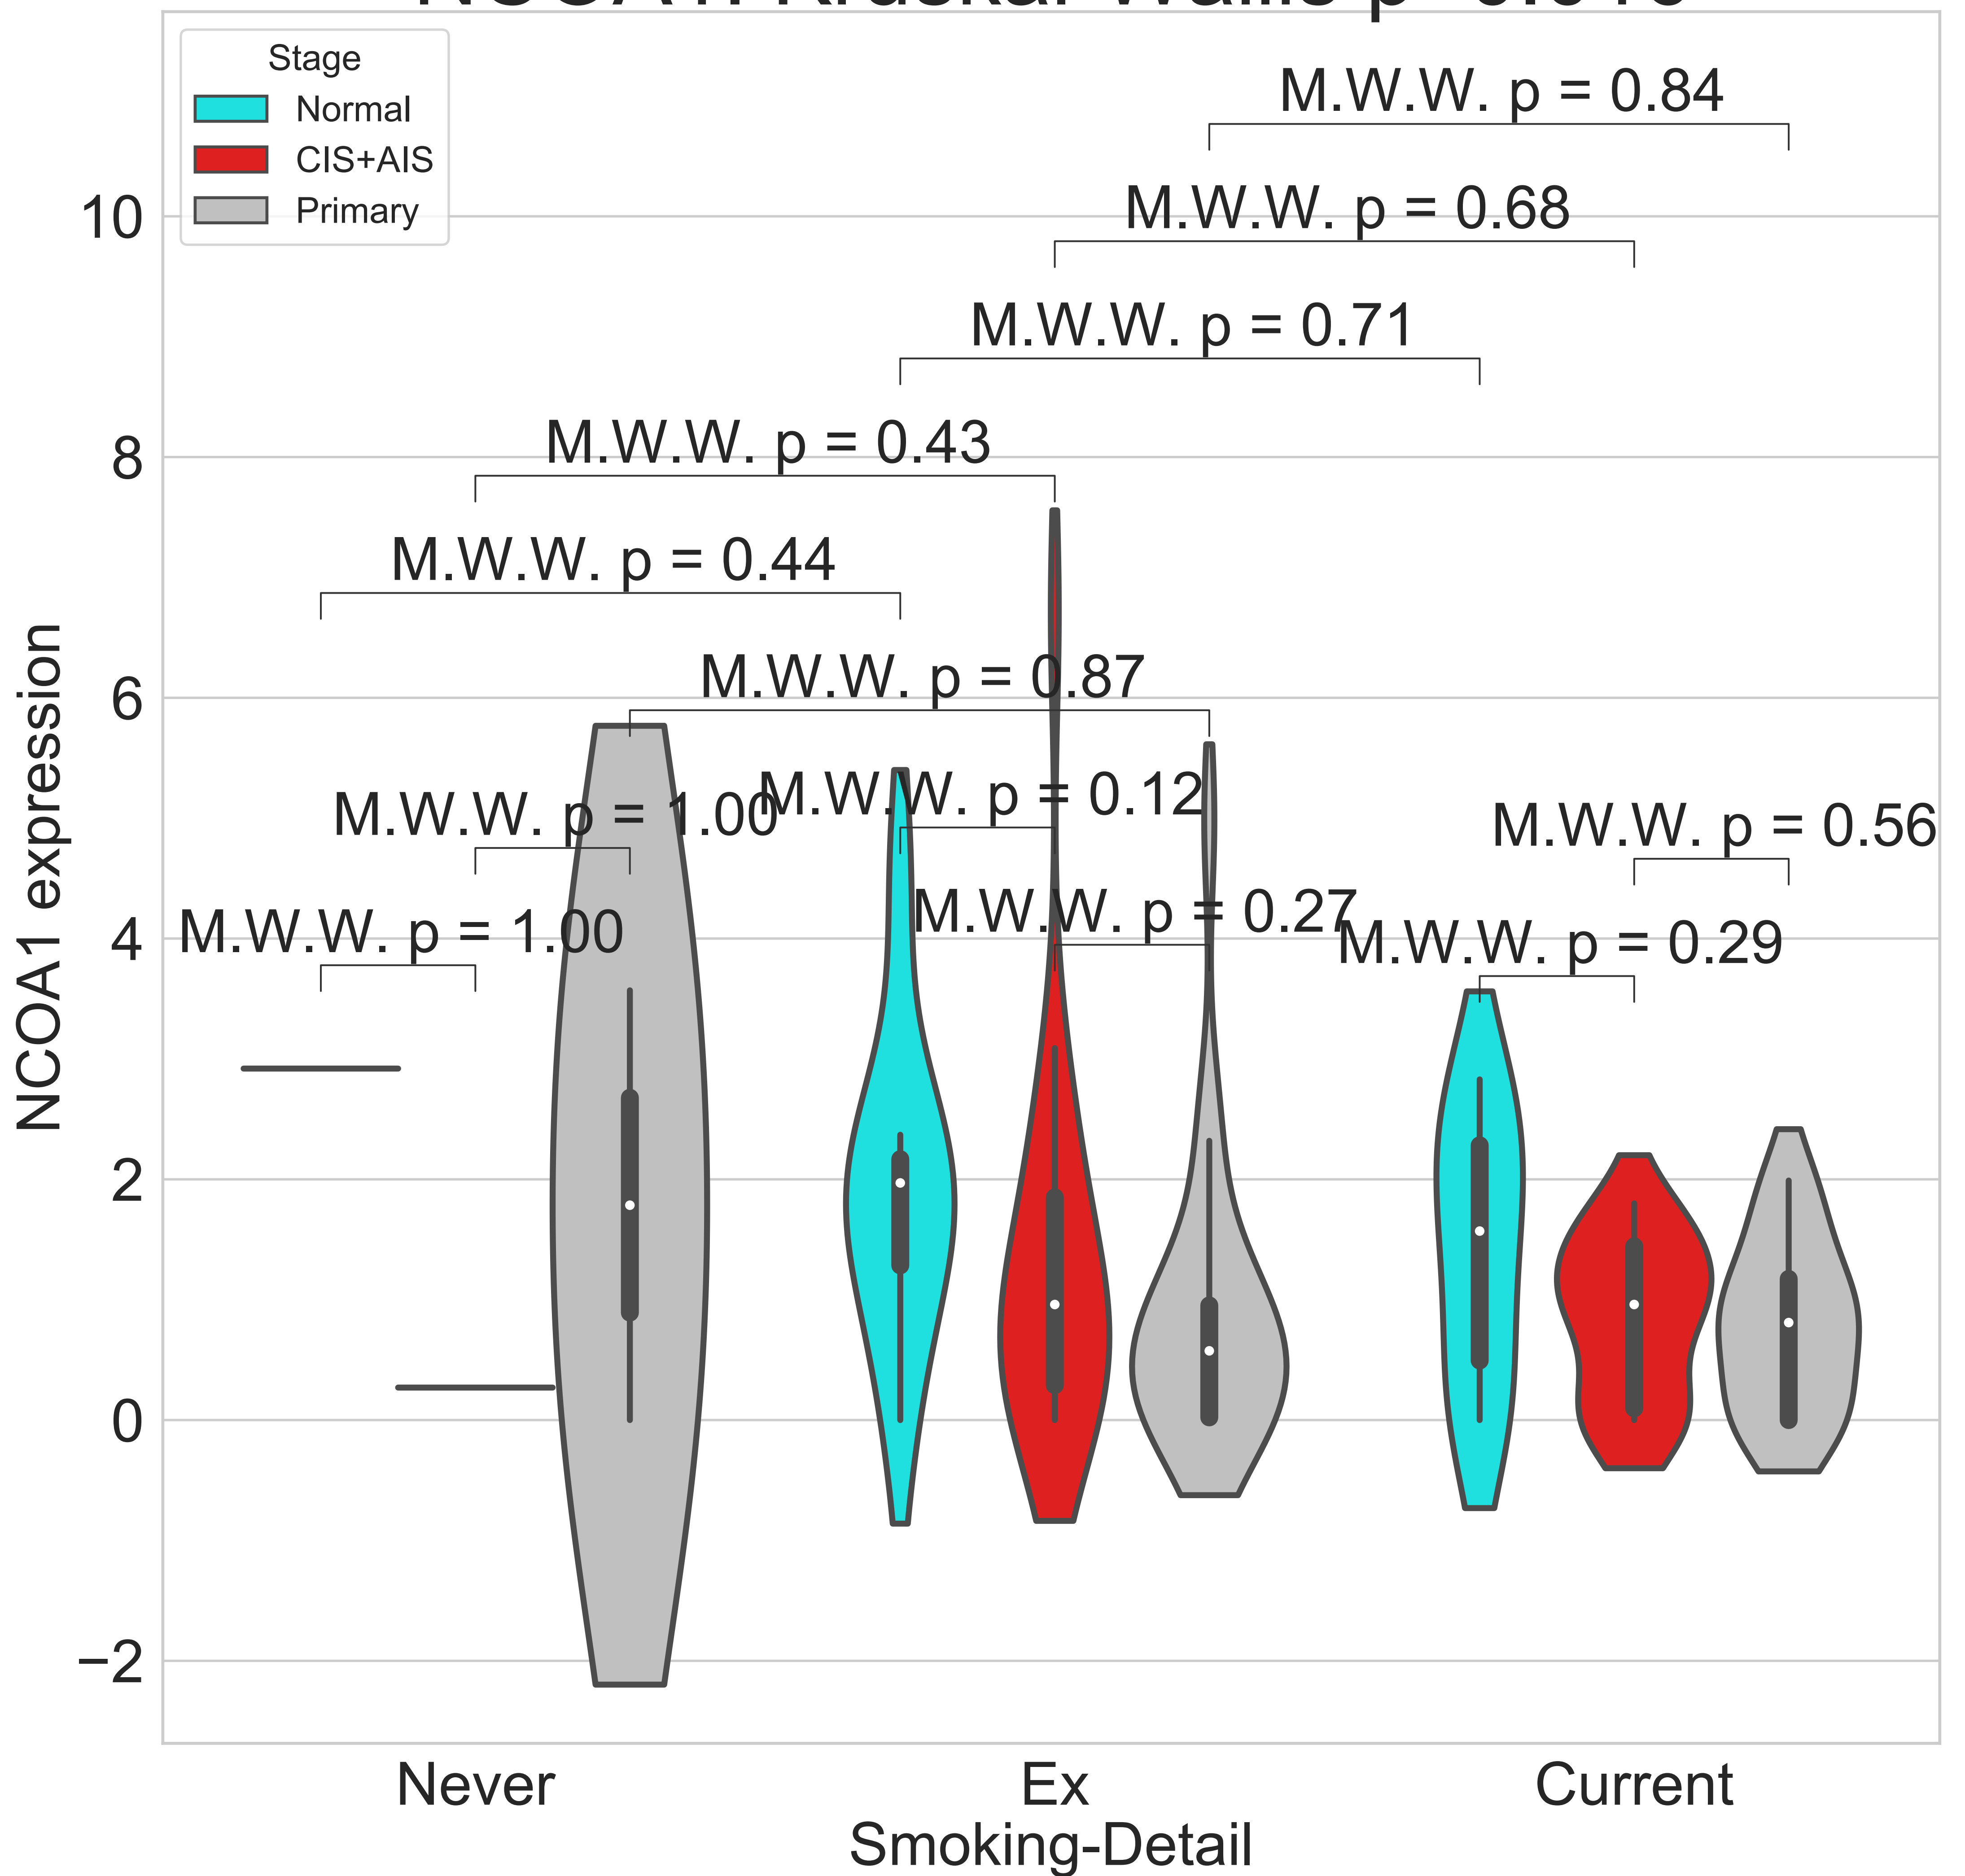 Stage
Normal
CIS+AIS
Primary
M.W.W. p = 0.84
M.W.W. p = 0.68
M.W.W. p = 0.71
M.W.W. p = 0.43
M.W.W. p = 0.44
M.W.W. p = 0.87
M.W.W. p = 0.12
M.W.W. p = 1.00
M.W.W. p = 0.56
M.W.W. p = 0.27
M.W.W. p = 1.00
M.W.W. p = 0.29
10
8
6
4
2
0
−2
NCOA1 expression
Never
Ex
Current
Smoking-Detail